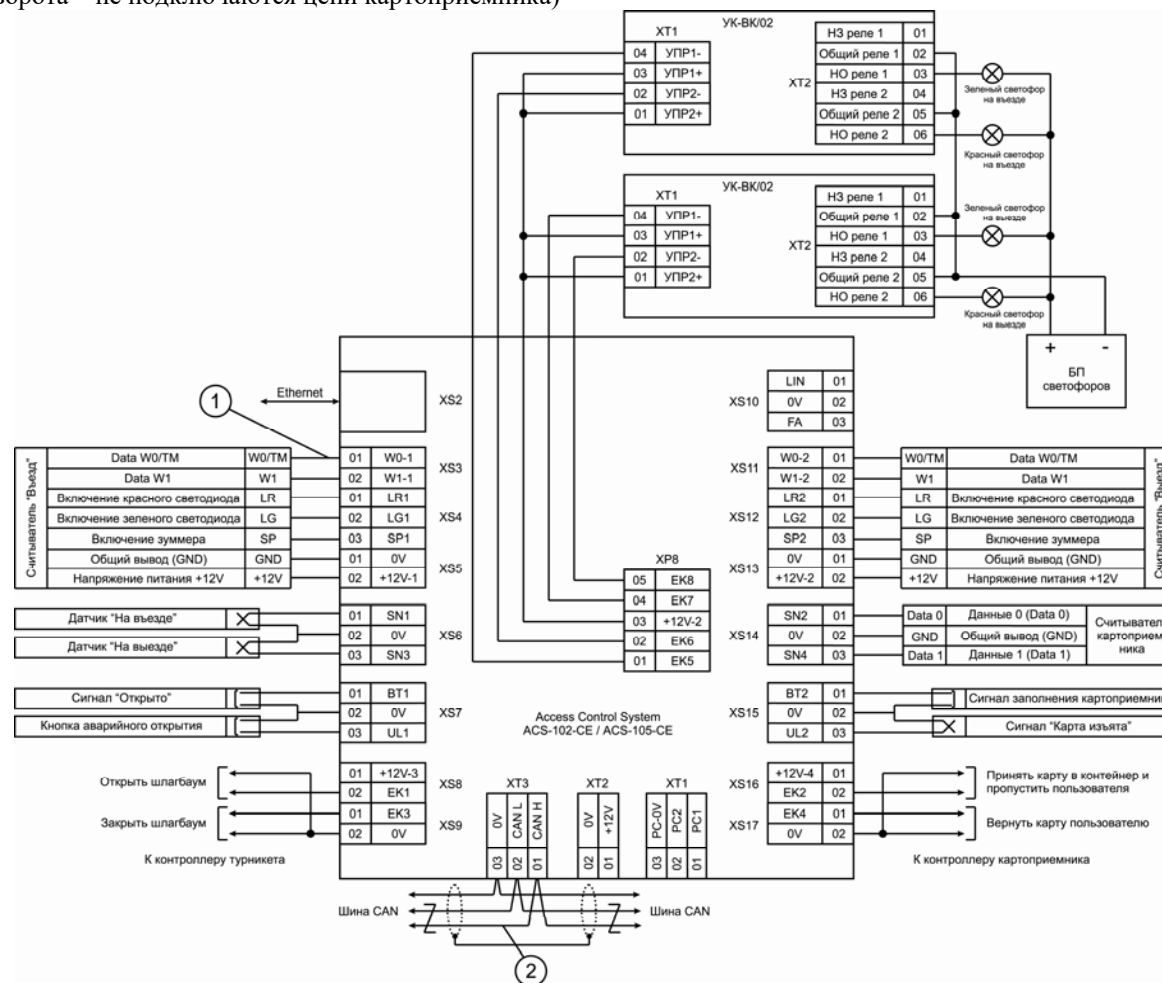 ворота – не подключаются цепи картоприемника)
УК-ВК/02
XT1
04 УПР1-
03 УПР1+
02 УПР2-
01 УПР2+
XT2
НЗ реле 1 01
Общий реле 1 02
НО реле 1 03
НЗ реле 2 04
Общий реле 2 05
НО реле 2 06
Зеленый светофор
на въезде
Красный светофор
на въезде
УК-ВК/02
XT1
04 УПР1-
03 УПР1+
02 УПР2-
01 УПР2+
XT2
НЗ реле 1 01
Общий реле 1 02
НО реле 1 03
НЗ реле 2 04
Общий реле 2 05
НО реле 2 06
Зеленый светофор
на выезде
Красный светофор
на выезде
+ -
БП
светофоров
1
Ethernet
XS2
XS10
LIN 01
0V 02
FA 03
Считыватель "Въезд"
Data W0/TM W0/TM 01 W0-1
Data W1 W1 02 W1-1
XS3
Включение красного светодиода LR 01 LR1
Включение зеленого светодиода LG 02 LG1
Включение зуммера SP 03 SP1
XS4
Общий вывод (GND) GND 01 0V
Напряжение питания +12V +12V 02 +12V-1
XS5
XS11
W0-2 01 W0/TM Data W0/TM
W1-2 02 W1 Data W1
XS12
LR2 01 LR Включение красного светодиода
LG2 02 LG Включение зеленого светодиода
SP2 03 SP Включение зуммера
XS13
0V 01 GND Общий вывод (GND)
+12V-2 02 +12V Напряжение питания +12V
Считыватель "Выезд"
XP8
05 EK8
04 EK7
03 +12V-2
02 EK6
01 EK5
Датчик "На въезде"
Датчик "На выезде"
01 SN1
02 0V
03 SN3
XS6
XS14
SN2 01 Data 0 Данные 0 (Data 0)
0V 02 GND Общий вывод (GND)
SN4 03 Data 1 Данные 1 (Data 1)
Считывател
картоприем
ника
Сигнал "Открыто"
Кнопка аварийного открытия
01 BT1
02 0V
03 UL1
XS7
Access Control System
ACS-102-CE / ACS-105-CE
XS15
BT2 01
0V 02
UL2 03
Сигнал заполнения картоприемни
Сигнал "Карта изъята"
Открыть шлагбаум
Закрыть шлагбаум
К контроллеру турникета
01 +12V-3
02 EK1
XS8
01 EK3
02 0V
XS9
XT3
0V 03
CAN L 02
CAN H 01
XT2
0V 02
+12V 01
XT1
PC-0V 03
PC2 02
PC1 01
XS16
+12V-4 01
EK2 02
XS17
EK4 01
0V 02
Принять карту в контейнер и
пропустить пользователя
Вернуть карту пользователю
К контроллеру картоприемника
Шина CAN
Шина CAN
2